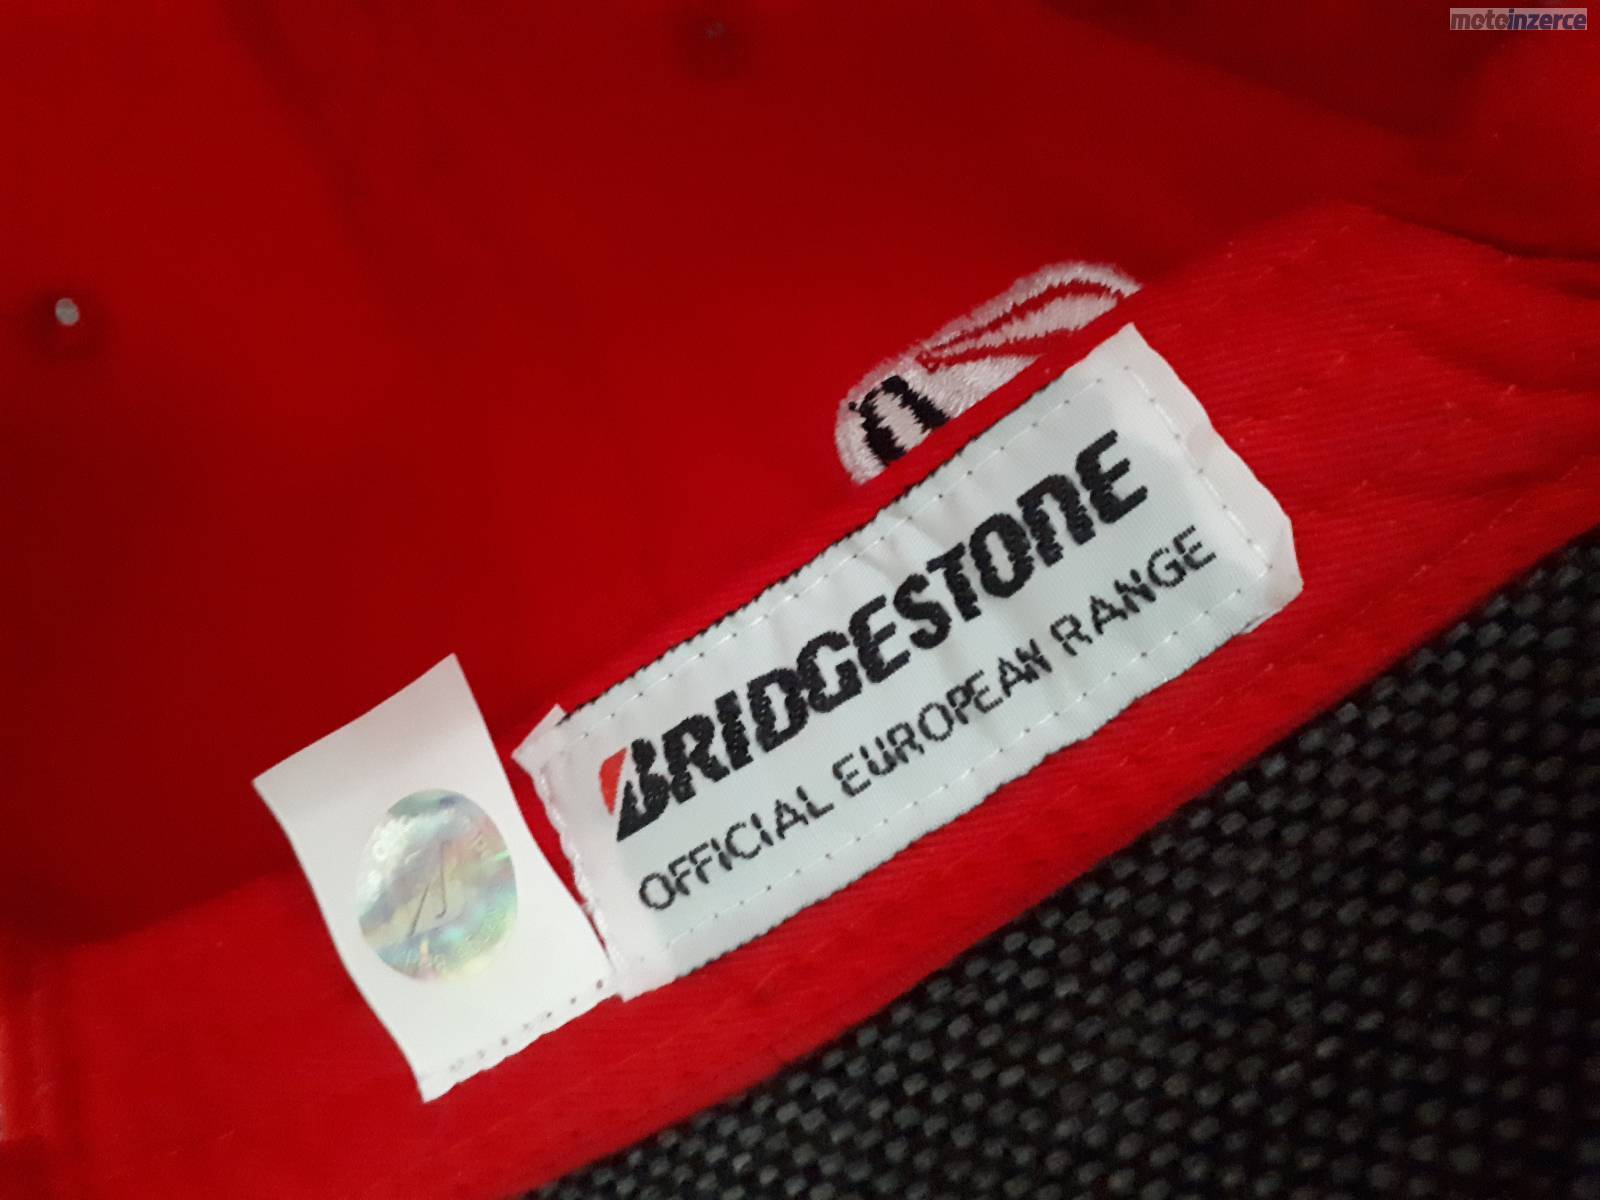 motoinzerce
BRIDGESTONE
OFFICIAL EUROPEAN RANGE